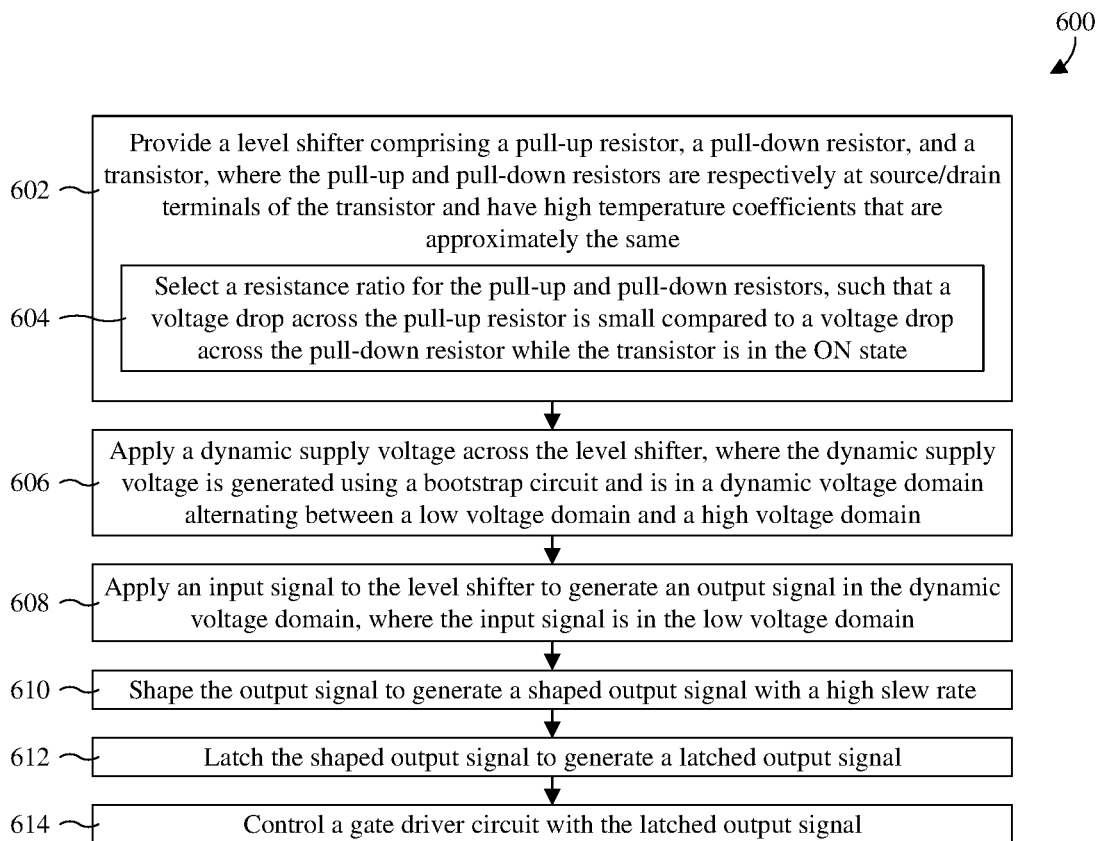 600
602
Provide a level shifter comprising a pull-up resistor, a pull-down resistor, and a
transistor, where the pull-up and pull-down resistors are respectively at source/drain
terminals of the transistor and have high temperature coefficients that are
approximately the same
604
Select a resistance ratio for the pull-up and pull-down resistors, such that a
voltage drop across the pull-up resistor is small compared to a voltage drop
across the pull-down resistor while the transistor is in the ON state
606
Apply a dynamic supply voltage across the level shifter, where the dynamic supply
voltage is generated using a bootstrap circuit and is in a dynamic voltage domain
alternating between a low voltage domain and a high voltage domain
608
Apply an input signal to the level shifter to generate an output signal in the dynamic
voltage domain, where the input signal is in the low voltage domain
610
Shape the output signal to generate a shaped output signal with a high slew rate
612
Latch the shaped output signal to generate a latched output signal
614
Control a gate driver circuit with the latched output signal